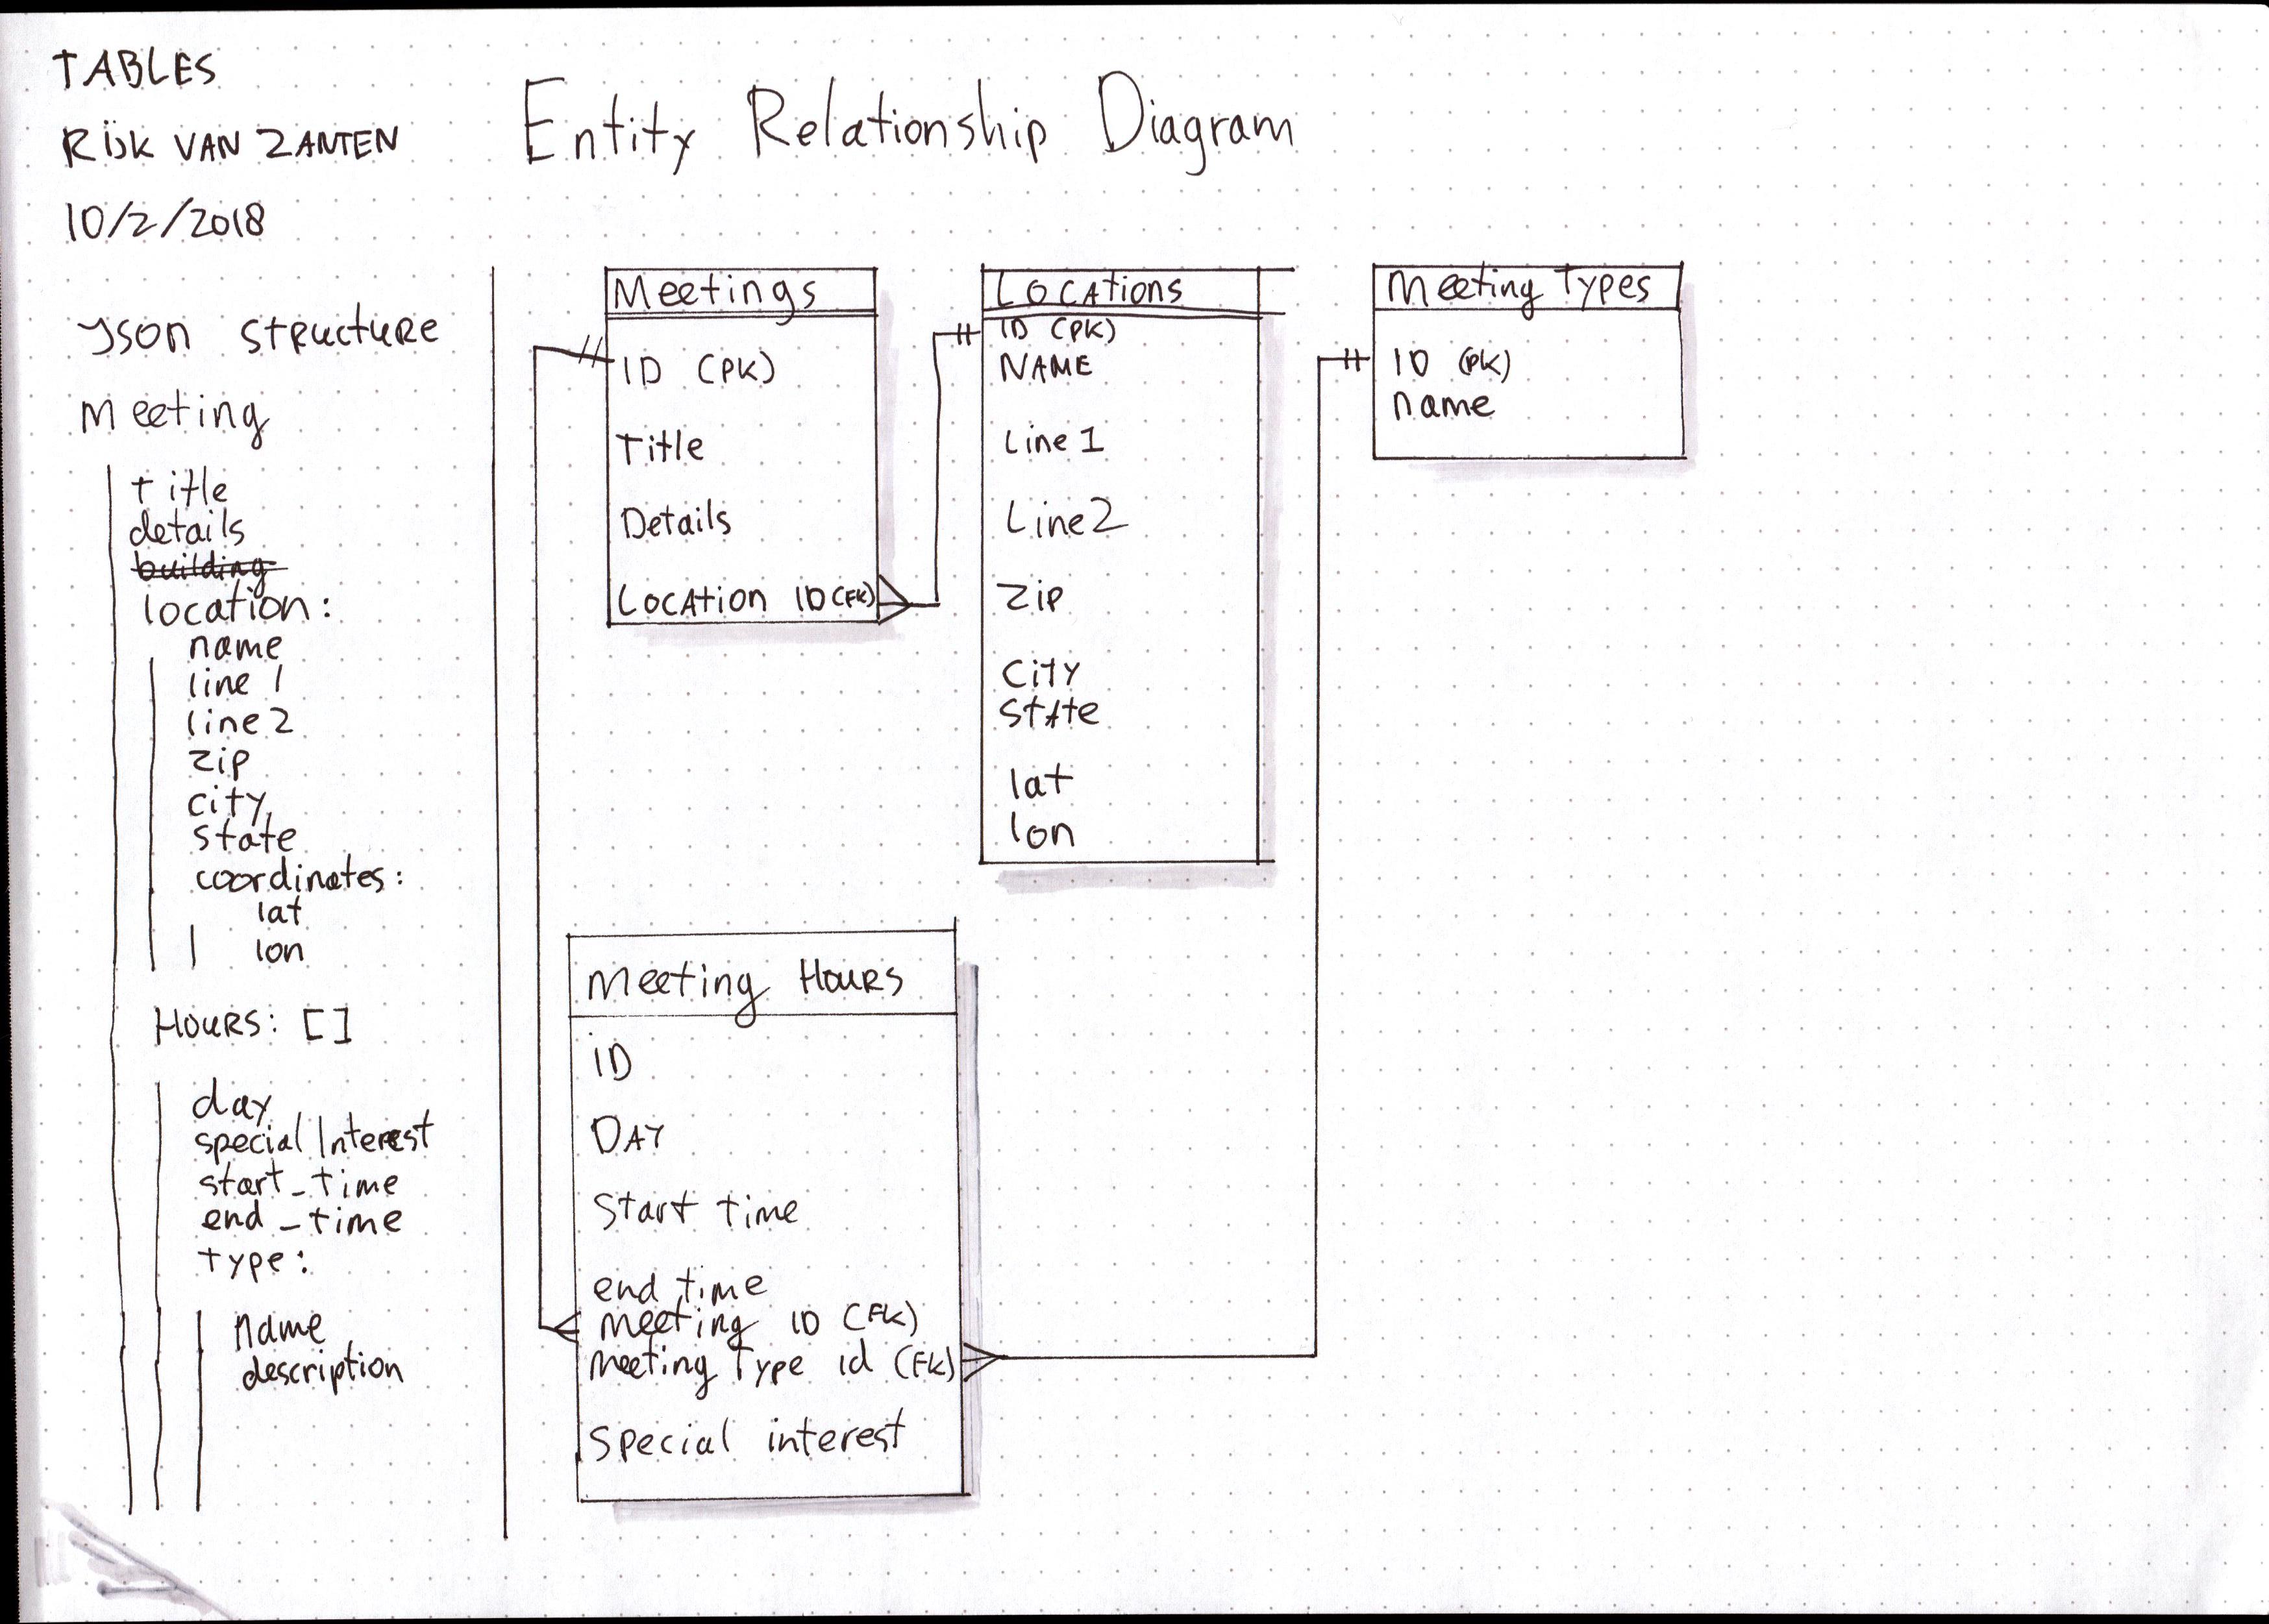 TABLES
RIJK VAN ZANTEN
10/2/2018
Entity Relationship Diagram
JSON STRUCTURE
Meeting
title
details
building
location:
name
line 1
line 2
zip
city
state
coordinates:
lat
lon
HOURS: []
day
special Interest
start_time
end_time
type:
name
description
Meetings
ID (PK)
Title
Details
LOCATION ID (FK)
LOCATIONS
ID (PK)
NAME
Line 1
Line 2
ZIP
CITY
STATE
lat
lon
Meeting Types
ID (PK)
name
Meeting HOURS
ID
DAY
Start time
end time
meeting ID (FK)
meeting Type id (FK)
Special interest